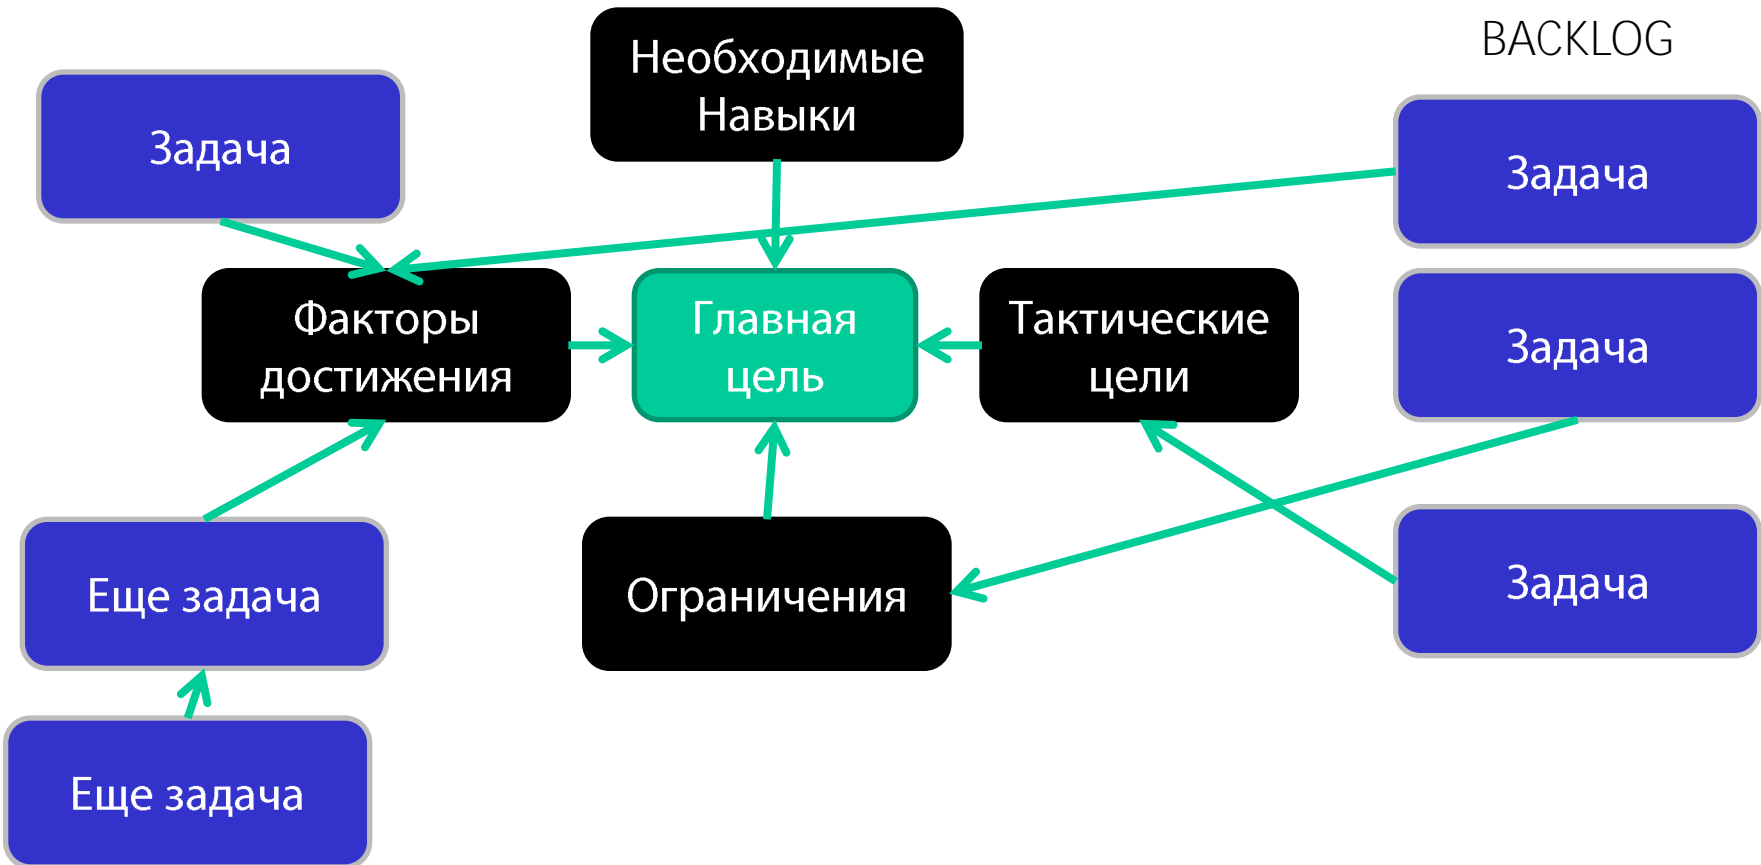 BACKLOG
Необходимые
Навыки
Задача
Задача
Факторы
достижения
Главная
цель
Тактические
цели
Задача
Еще задача
Ограничения
Задача
Еще задача